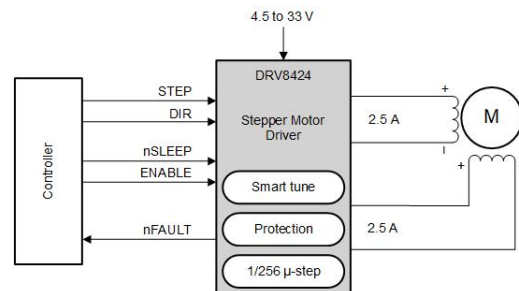 4.5 to 33 V
DRV8424
Stepper Motor
Driver
Controller
STEP
DIR
nSLEEP
ENABLE
nFAULT
Smart tune
Protection
1/256 µ-step
+
2.5 A
M
+
2.5 A